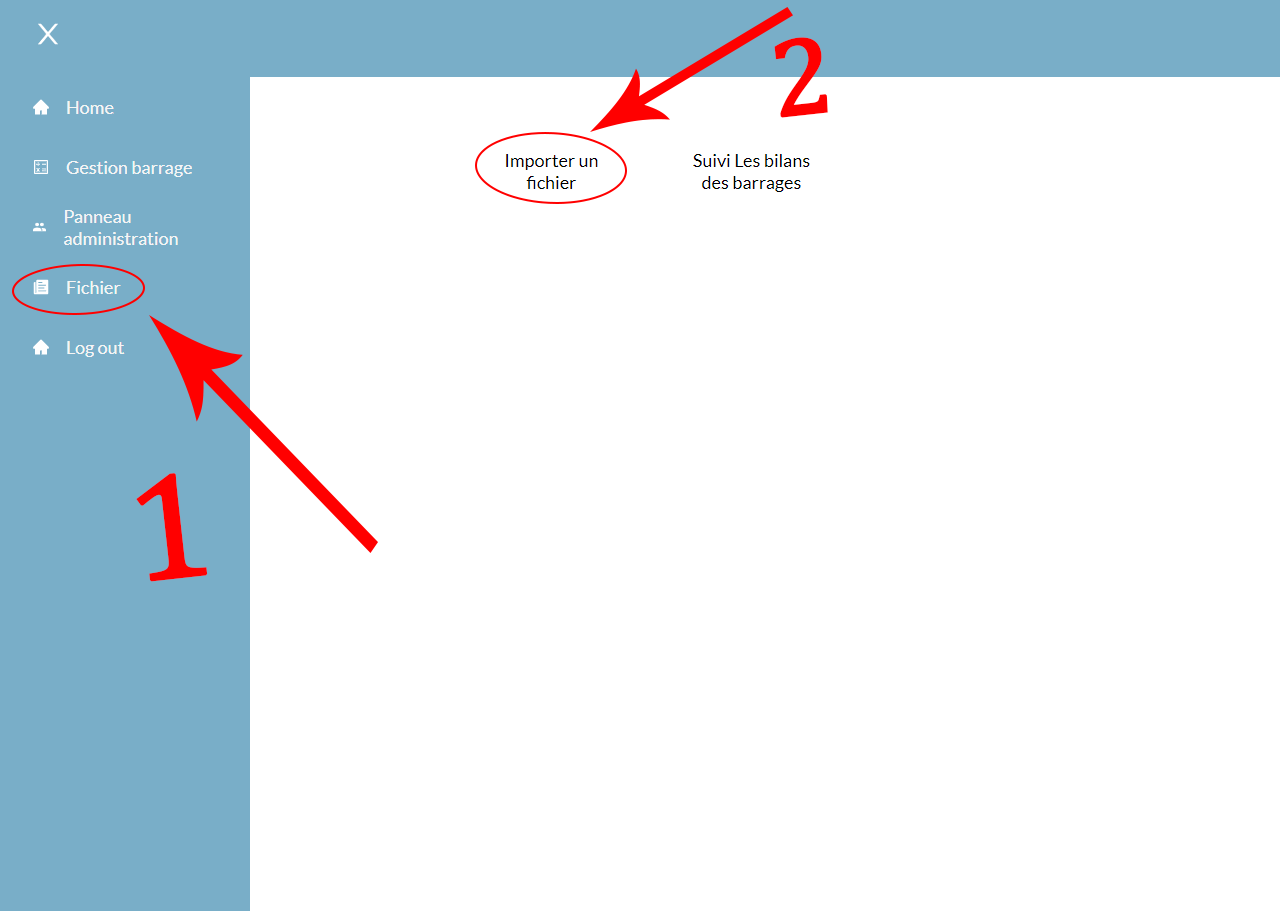 X
Home
Gestion barrage
Panneau
administration
Fichier
Log out
1
2
Importer un
fichier
Suivi Les bilans
des barrages